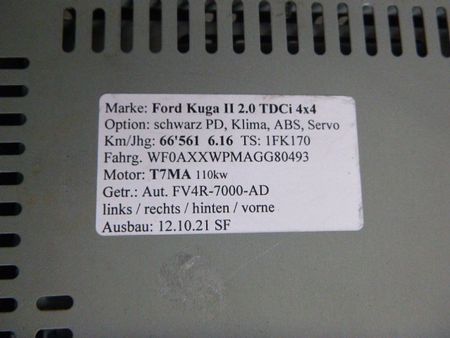 Marke: Ford Kuga II 2.0 TDCi 4x4
Option: schwarz PD, Klima, ABS, Servo
Km/Jhg: 66'561 6.16 TS: 1FK170
Fahrg. WF0AXXWPMAGG80493
Motor: T7MA 110kw
Getr.: Aut. FV4R-7000-AD
links / rechts / hinten / vorne
Ausbau: 12.10.21 SF